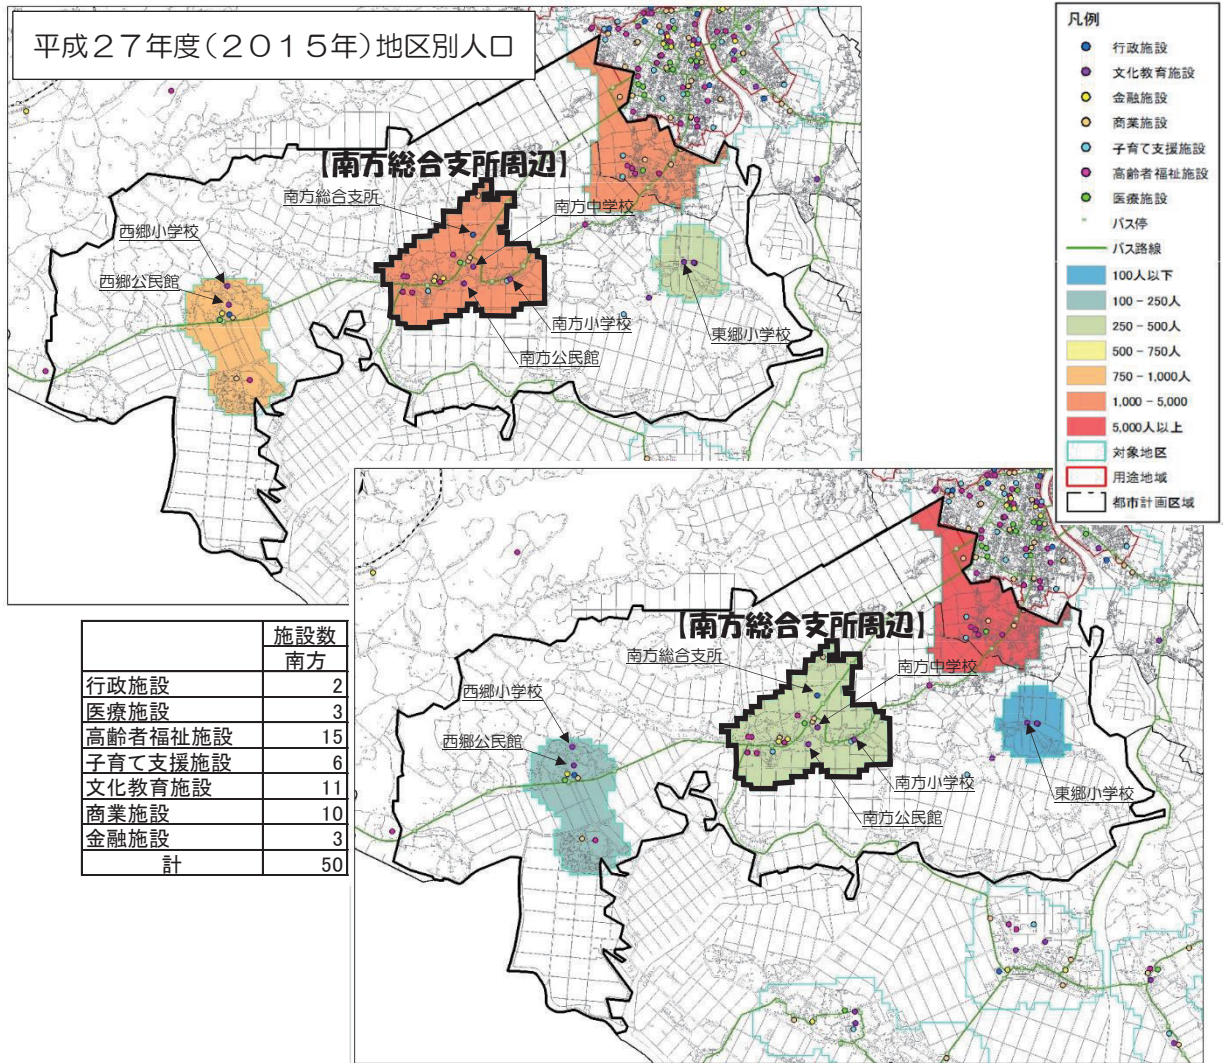 平成27年度(2015年)地区別人口
【南方総合支所周辺】
南方総合支所
南方中学校
西郷小学校
西郷公民館
南方小学校
東郷小学校
南方公民館
凡例
行政施設
文化教育施設
金融施設
商業施設
子育て支援施設
高齢者福祉施設
医療施設
バス停
バス路線
100人以下
100 - 250人
250 - 500人
500 - 750人
750 - 1,000人
1,000 - 5,000
5,000人以上
対象地区
用途地域
都市計画区域
【南方総合支所周辺】
南方総合支所
南方中学校
西郷小学校
西郷公民館
南方小学校
東郷小学校
南方公民館
施設数
南方
行政施設 2
医療施設 3
高齢者福祉施設 15
子育て支援施設 6
文化教育施設 11
商業施設 10
金融施設 3
計 50